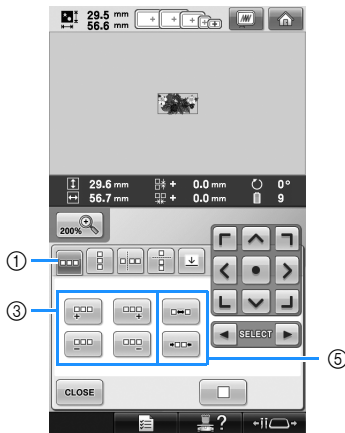 29.5 mm
56.6 mm
29.6 mm + 0.0 mm 0°
56.7 mm + 0.0 mm 9
200%
①
③
SELECT
⑤
CLOSE
?